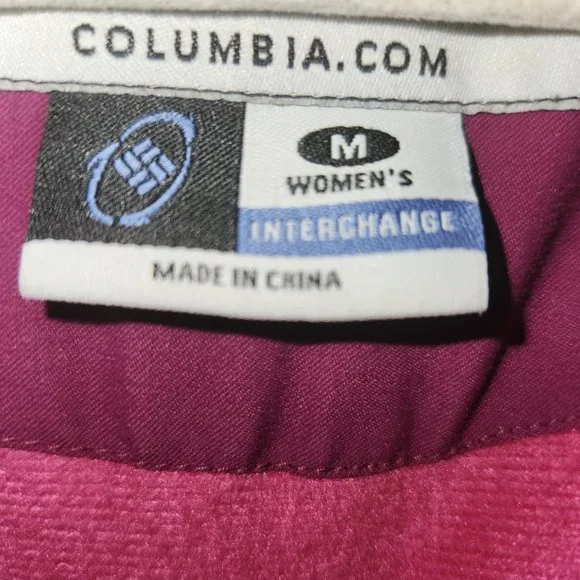 COLUMBIA.COM
M
WOMEN'S
INTERCHANGE
MADE IN CHINA